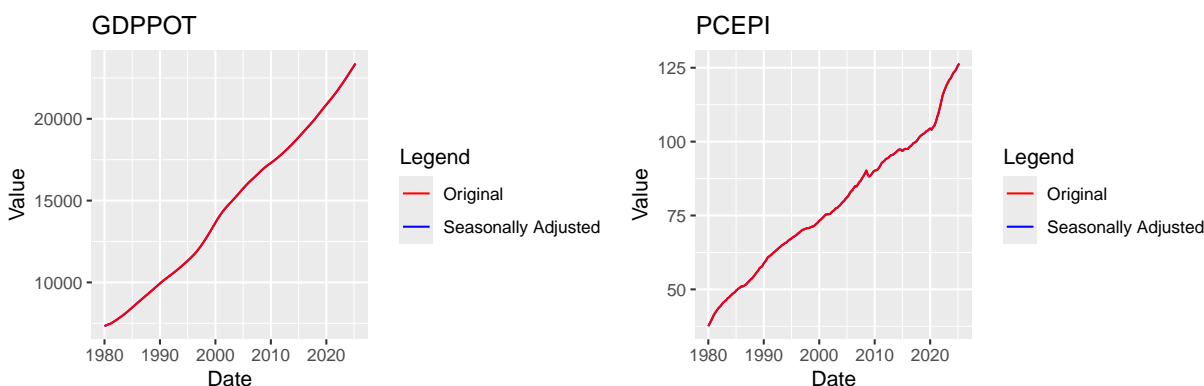 GDPPOT
Value
20000
15000
10000
1980 1990 2000 2010 2020
Date
Legend
Original
Seasonally Adjusted
PCEPI
Value
125
100
75
50
1980 1990 2000 2010 2020
Date
Legend
Original
Seasonally Adjusted